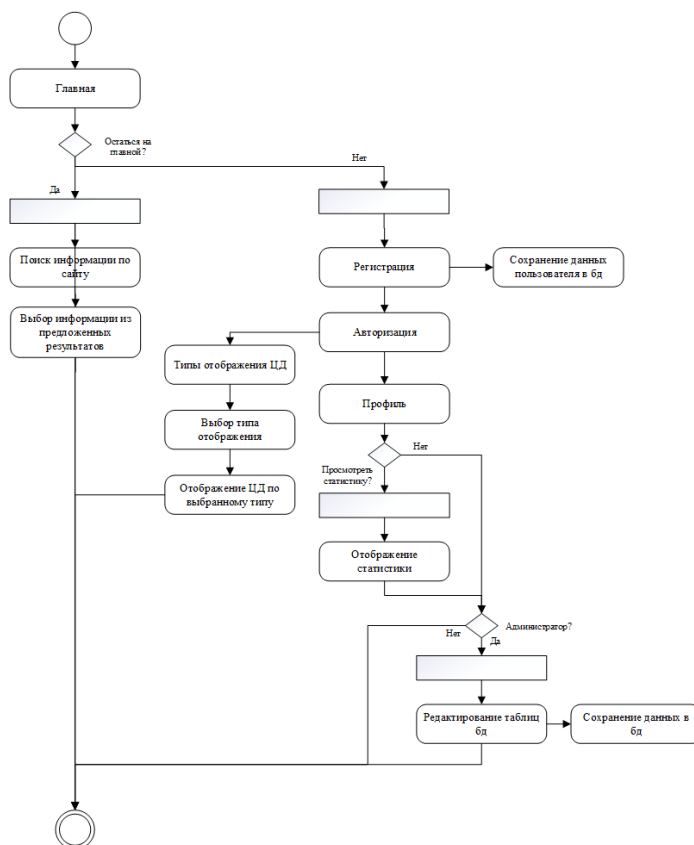 Главная
Остаться на
главной?
Нет
Да
Поиск информации по
сайту
Регистрация
Сохранение данных
пользователя в бд
Выбор информации из
предложенных
результатов
Авторизация
Типы отображения ЦД
Профиль
Выбор типа
отображения
Нет
Просмотреть
статистику?
Отображение ЦД по
выбранному типу
Отображение
статистики
Администратор?
Нет
Да
Редактирование таблиц
бд
Сохранение данных в
бд